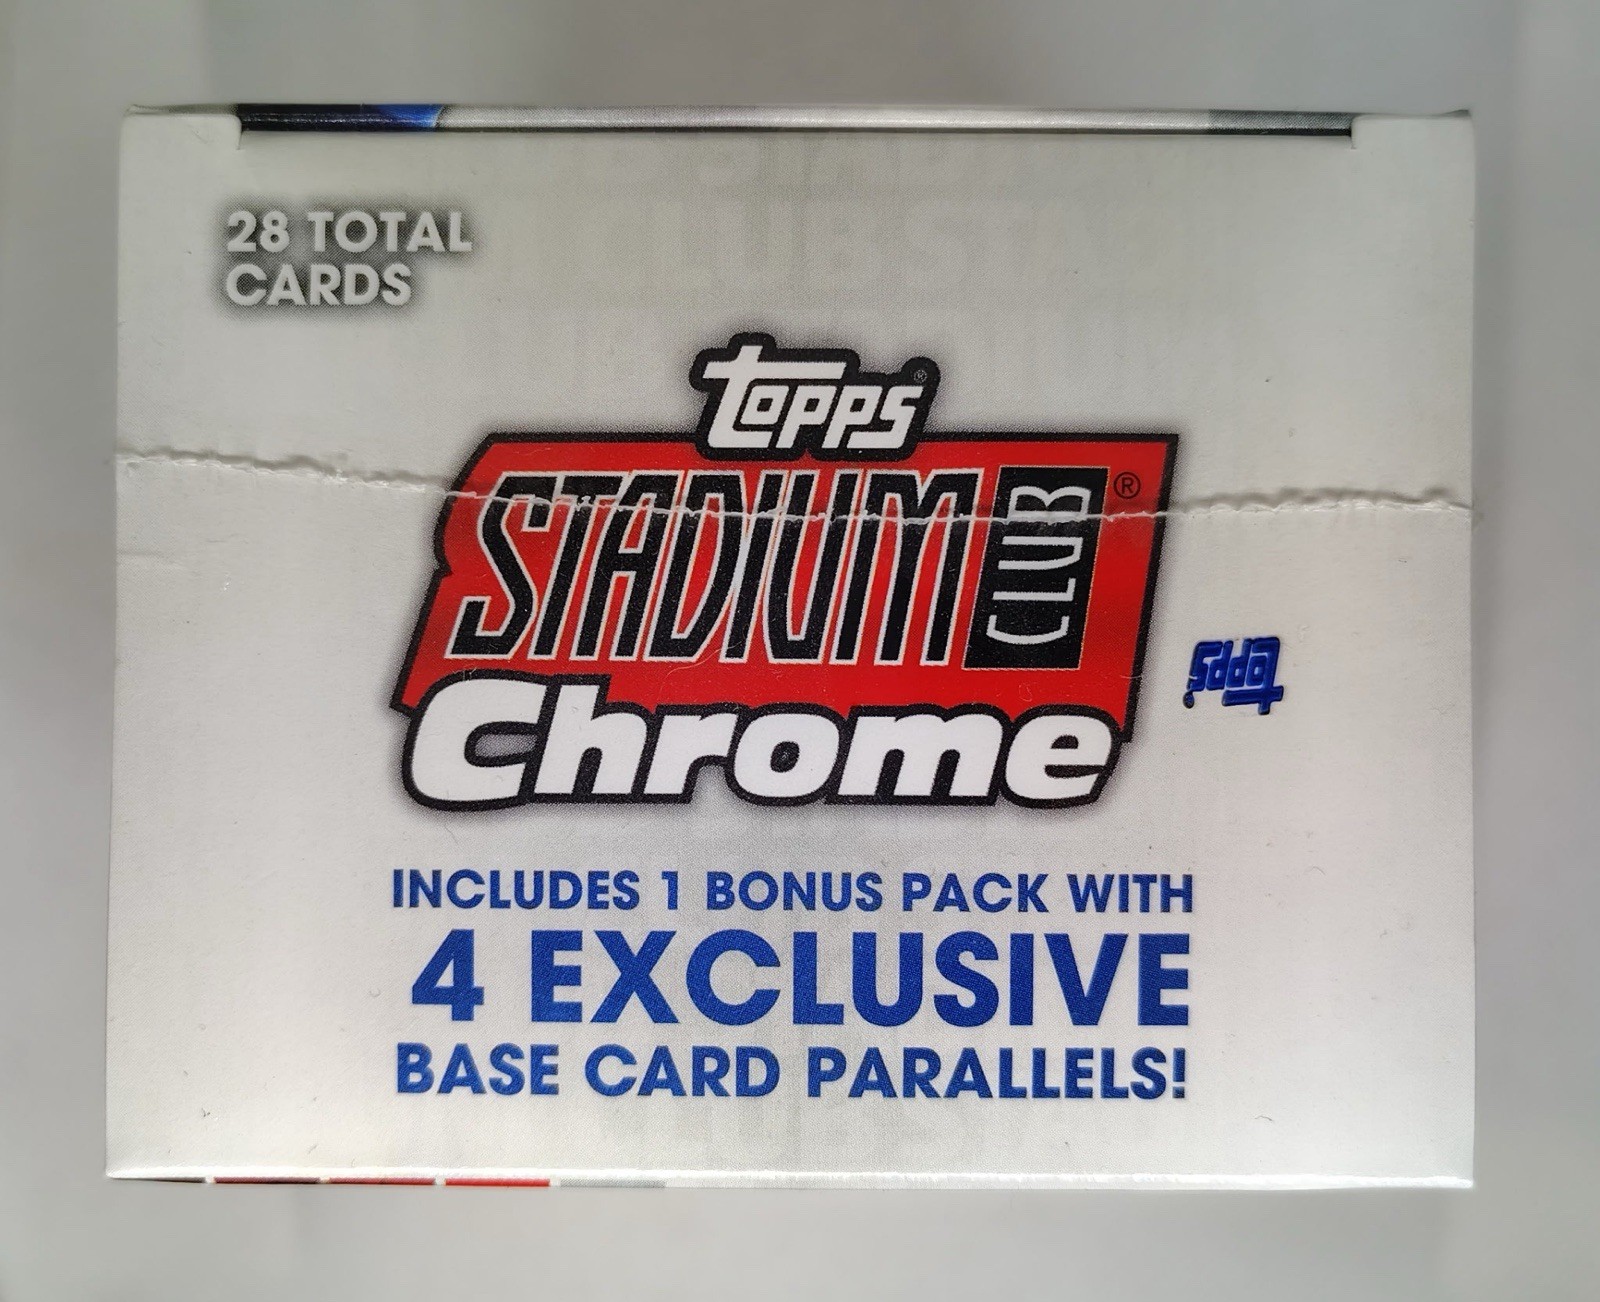 28 TOTAL
CARDS
topps®
STADIUM CLUB®
Chrome
topps®
INCLUDES 1 BONUS PACK WITH
4 EXCLUSIVE
BASE CARD PARALLELS!